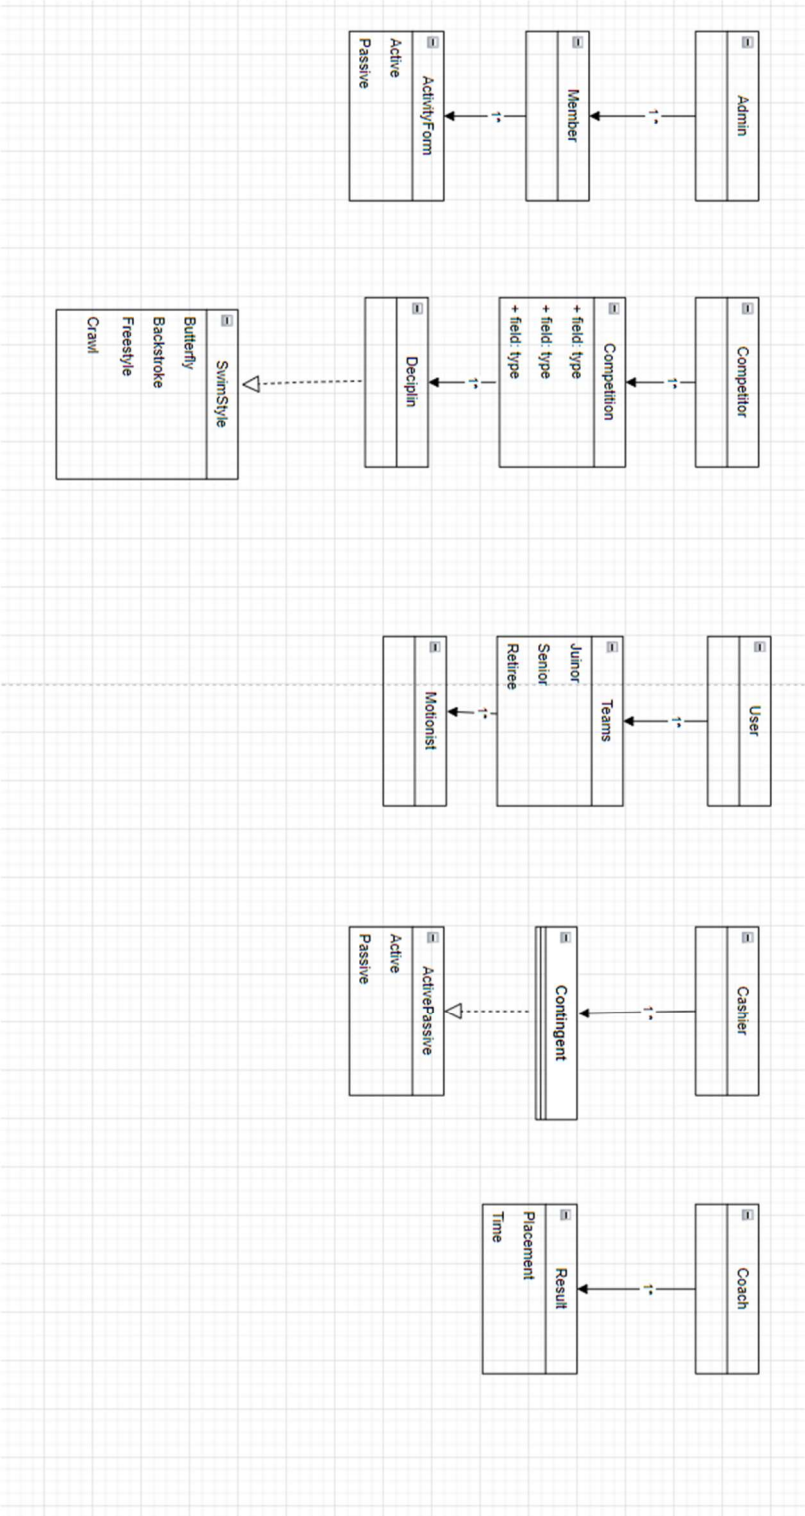 Admin
1*
Member
1*
ActivityForm
Active
Passive
Competitor
1*
Competition
+ field: type
+ field: type
+ field: type
1*
Deciplin
SwimStyle
Butterfly
Backstroke
Freestyle
Crawl
User
1*
Teams
Juinor
Senior
Retiree
1*
Motionist
Cashier
1*
Contingent
ActivePassive
Active
Passive
Coach
1*
Result
Placement
Time